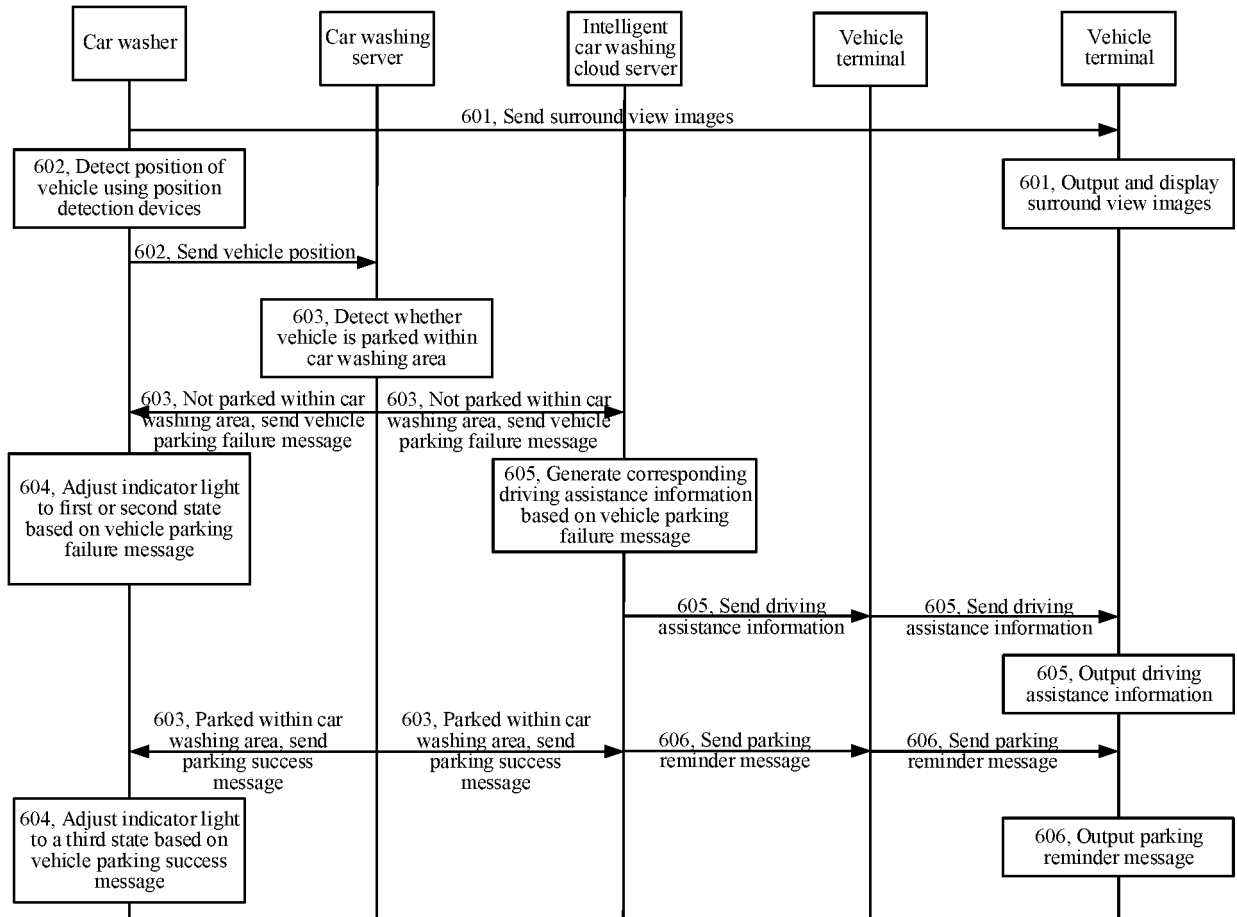 Car washer
Car washing
server
Intelligent
car washing
cloud server
Vehicle
terminal
Vehicle
terminal
601, Send surround view images
602, Detect position of
vehicle using position
detection devices
601, Output and display
surround view images
602, Send vehicle position
603, Detect whether
vehicle is parked within
car washing area
603, Not parked within car
washing area, send vehicle
parking failure message
603, Not parked within car
washing area, send vehicle
parking failure message
604, Adjust indicator light
to first or second state
based on vehicle parking
failure message
605, Generate corresponding
driving assistance information
based on vehicle parking
failure message
605, Send driving
assistance information
605, Send driving
assistance information
605, Output driving
assistance information
603, Parked within car
washing area, send
parking success
message
603, Parked within car
washing area, send
parking success
message
606, Send parking
reminder message
606, Send parking
reminder message
604, Adjust indicator light
to a third state based on
vehicle parking success
message
606, Output parking
reminder message